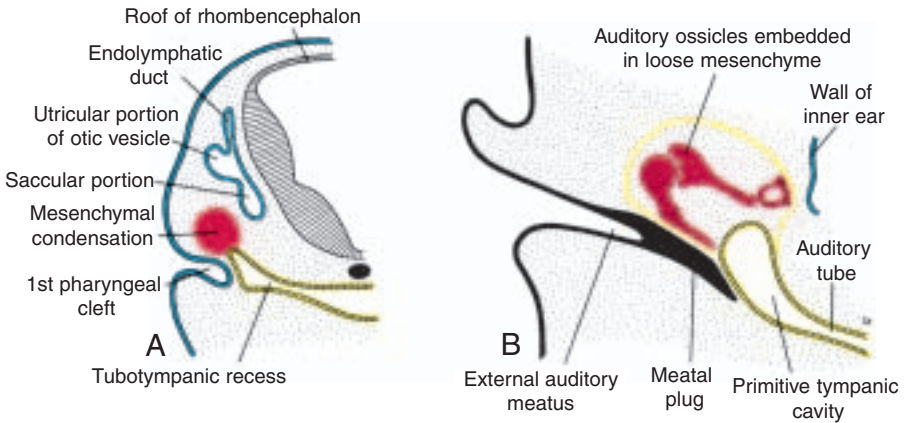 Roof of rhombencephalon
Endolymphatic
duct
Utricular portion
of otic vesicle
Saccular portion
Mesenchymal
condensation
1st pharyngeal
cleft
A
Tubotympanic recess
Auditory ossicles embedded
in loose mesenchyme
Wall of
inner ear
Auditory
tube
B
External auditory
meatus
Meatal
plug
Primitive tympanic
cavity